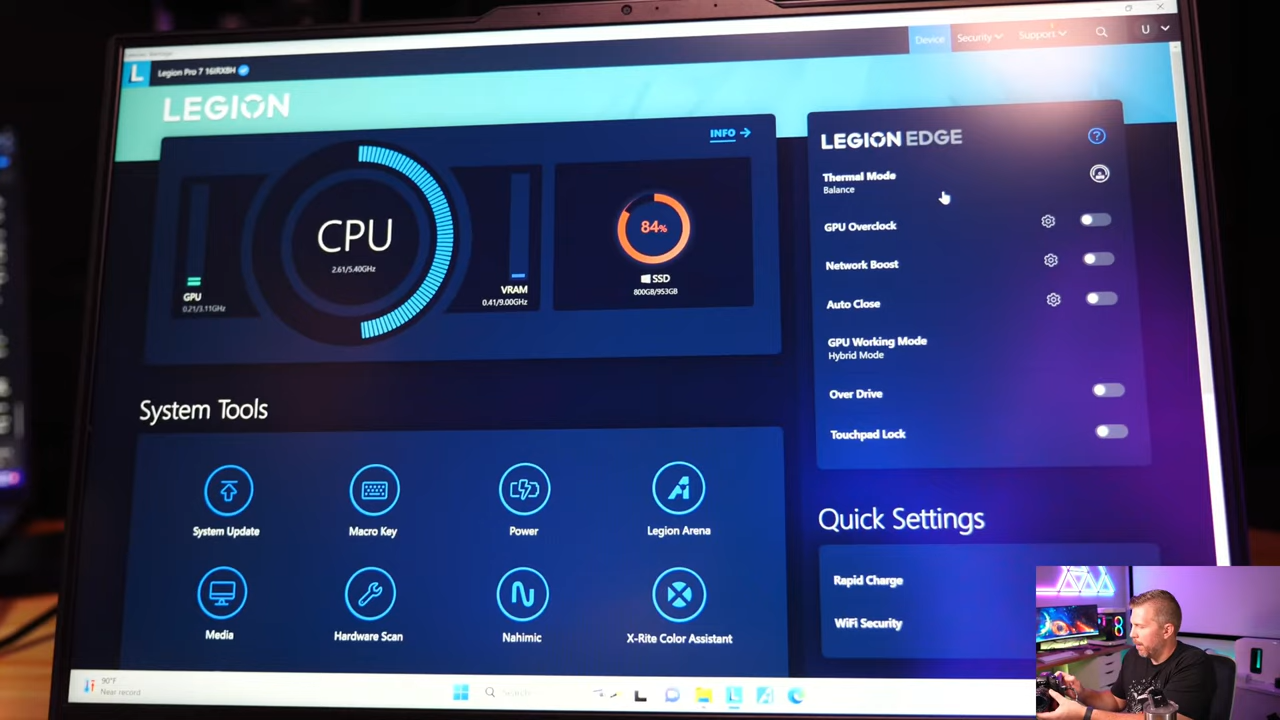 Device
Security
Support
U
L
Legion Pro 7 16IRX8H
LEGION
INFO →
CPU
2.61/5.40GHz
GPU
0.21/3.11GHz
VRAM
0.41/9.00GHz
84%
SSD
800GB/953GB
LEGION EDGE
?
Thermal Mode
Balance
GPU Overclock
Network Boost
Auto Close
GPU Working Mode
Hybrid Mode
Over Drive
Touchpad Lock
System Tools
System Update
Macro Key
Power
Legion Arena
Media
Hardware Scan
Nahimic
X-Rite Color Assistant
Quick Settings
Rapid Charge
WiFi Security
90°F
Near record
Search